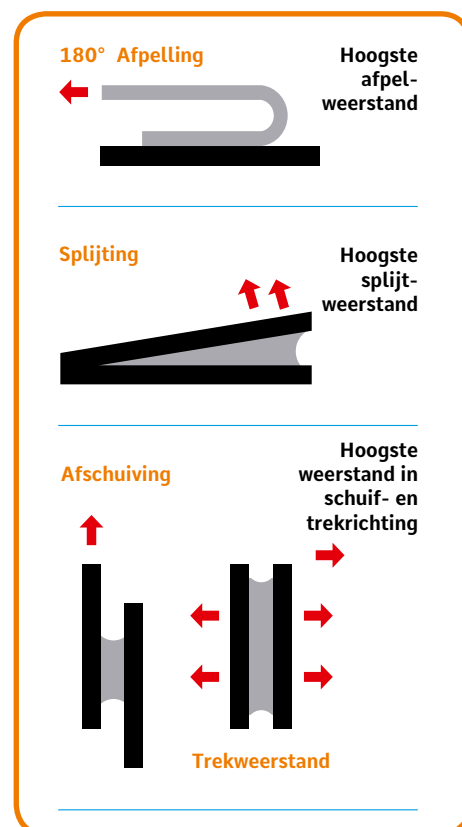 180° Afpelling
Hoogste
afpel-
weerstand
Splijting
Hoogste
splijt-
weerstand
Afschuiving
Hoogste
weerstand in
schuif- en
trekrichting
Trekweerstand